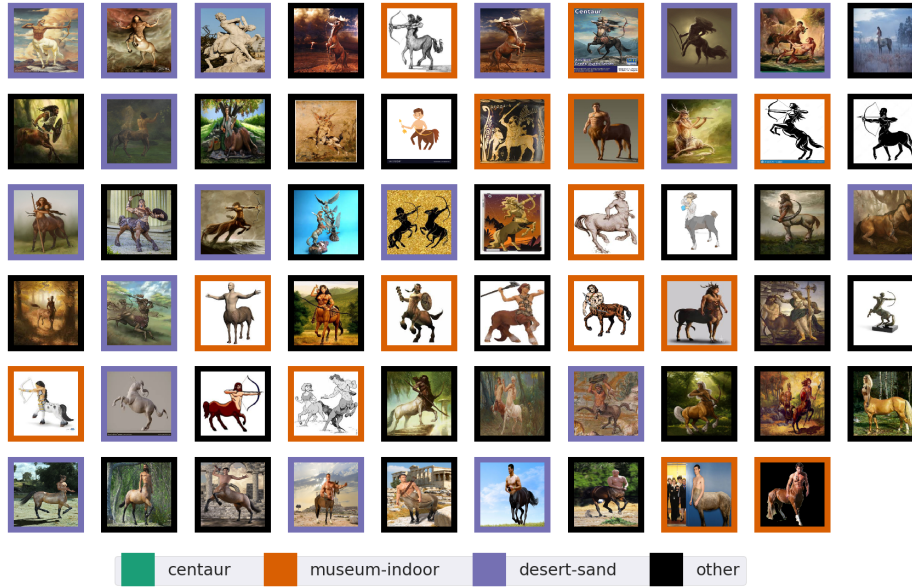 Centaur
centaur
museum-indoor
desert-sand
other